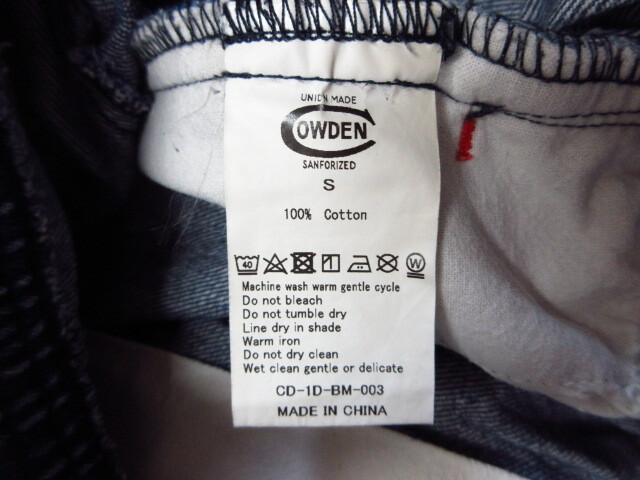 UNION MADE
COWDEN
SANFORIZED
S
100% Cotton
40 W
Machine wash warm gentle cycle
Do not bleach
Do not tumble dry
Line dry in shade
Warm iron
Do not dry clean
Wet clean gentle or delicate
CD-1D-BM-003
MADE IN CHINA